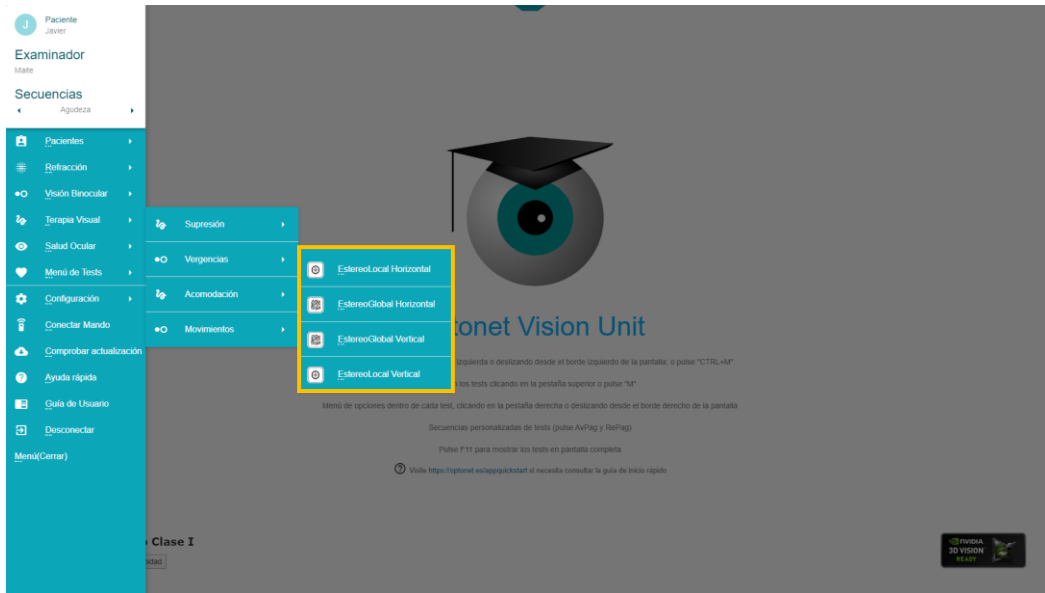 J
Paciente
Javier
Examinador
Maite
Secuencias
Agudeza
Pacientes
Refracción
Visión Binocular
Terapia Visual
Salud Ocular
Menú de Tests
Configuración
Conectar Mando
Comprobar actualización
Ayuda rápida
Guía de Usuario
Desconectar
Menú(Cerrar)
Supresión
Vergencias
Acomodación
Movimientos
EstereoLocal Horizontal
EstereoGlobal Horizontal
EstereoGlobal Vertical
EstereoLocal Vertical
tonet Vision Unit
izquierda o deslizando desde el borde izquierdo de la pantalla; o pulse "CTRL+M"
los tests clicando en la pestaña superior o pulse "M"
Menú de opciones dentro de cada test, clicando en la pestaña derecha o deslizando desde el borde derecho de la pantalla
Secuencias personalizadas de tests (pulse AvPag y RePag)
Pulse F11 para mostrar los tests en pantalla completa
Visite https://optonet.es/appquickstart si necesita consultar la guía de inicio rápido
Clase I
idad
NVIDIA
3D VISION
READY